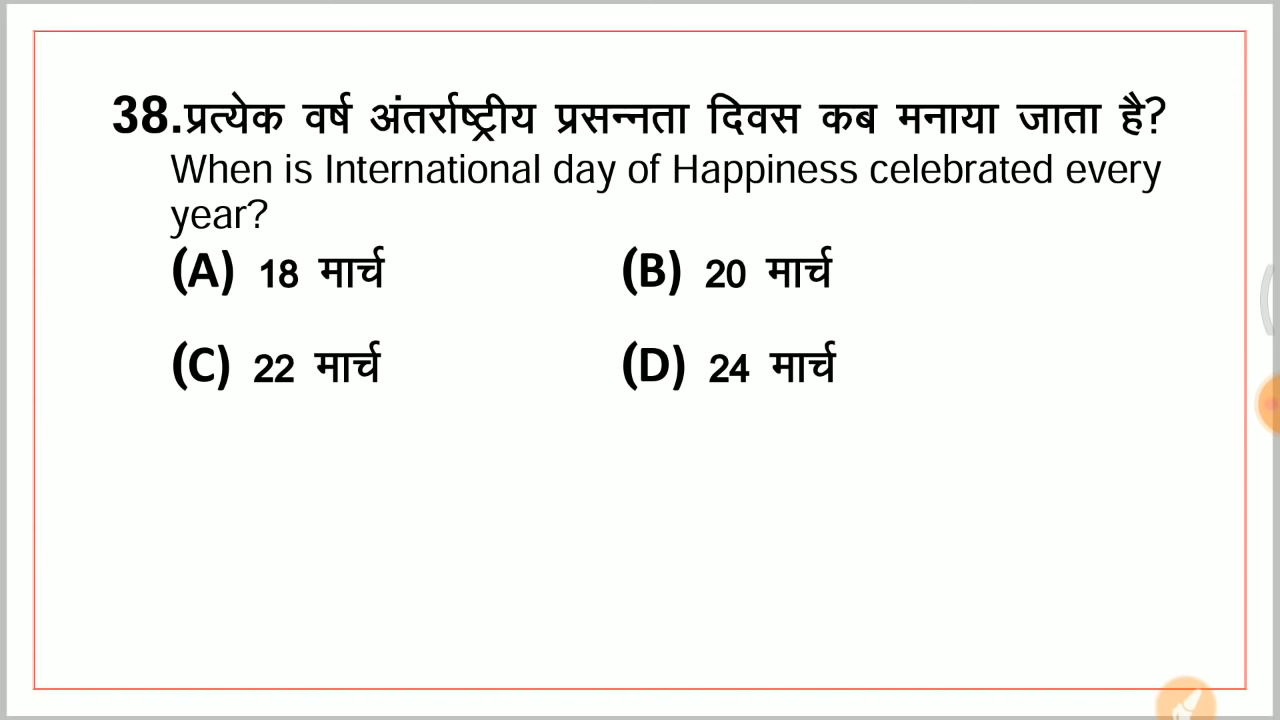 38.प्रत्येक वर्ष अंतर्राष्ट्रीय प्रसन्नता दिवस कब मनाया जाता है?
When is International day of Happiness celebrated every
year?
(A) 18 मार्च (B) 20 मार्च
(C) 22 मार्च (D) 24 मार्च